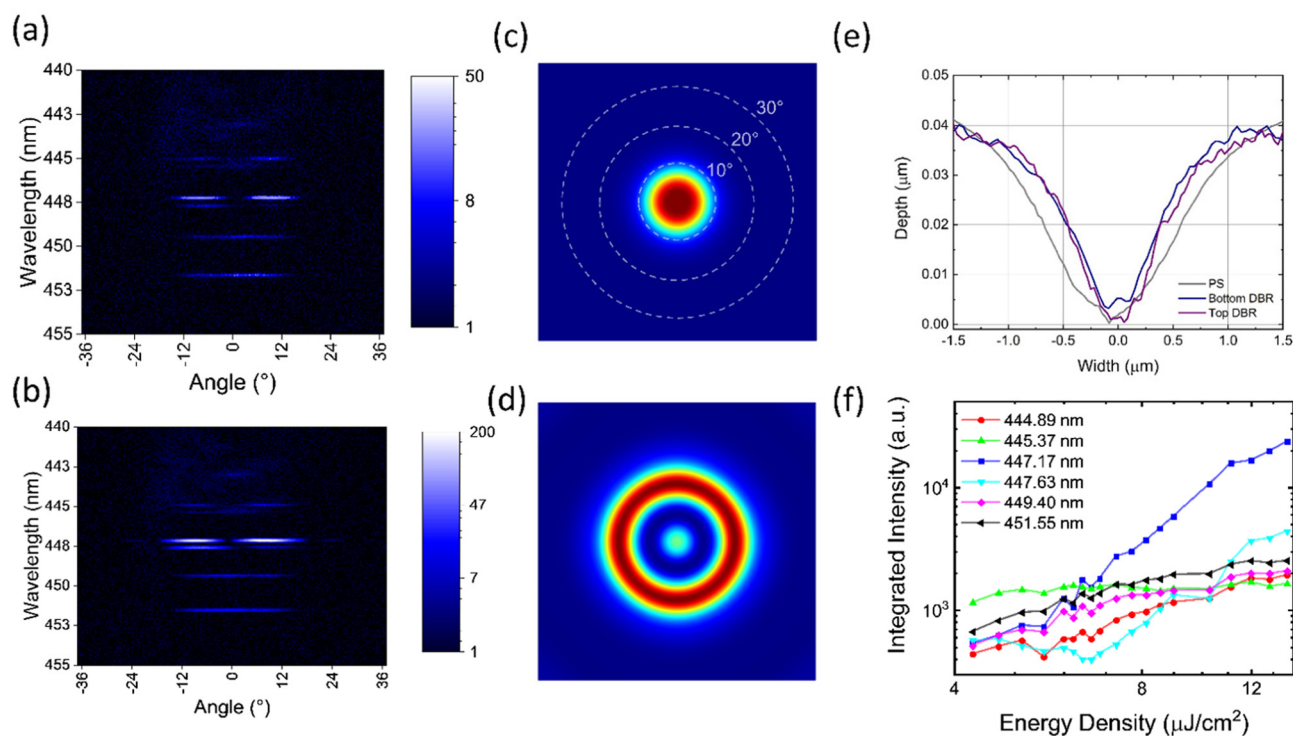 (a)
440
443
445
448
450
453
455
Wavelength (nm)
-36
-24
-12
0
12
24
36
Angle (°)
50
8
1
(b)
440
443
445
448
450
453
455
Wavelength (nm)
-36
-24
-12
0
12
24
36
Angle (°)
200
47
7
1
(c)
30°
20°
10°
(d)
(e)
0.05
0.04
0.03
0.02
0.01
0.00
Depth (μm)
PS
Bottom DBR
Top DBR
-1.5
-1.0
-0.5
0.0
0.5
1.0
1.5
Width (μm)
(f)
444.89 nm
445.37 nm
447.17 nm
447.63 nm
449.40 nm
451.55 nm
10⁴
10³
Integrated Intensity (a.u.)
4
8
12
Energy Density (μJ/cm²)